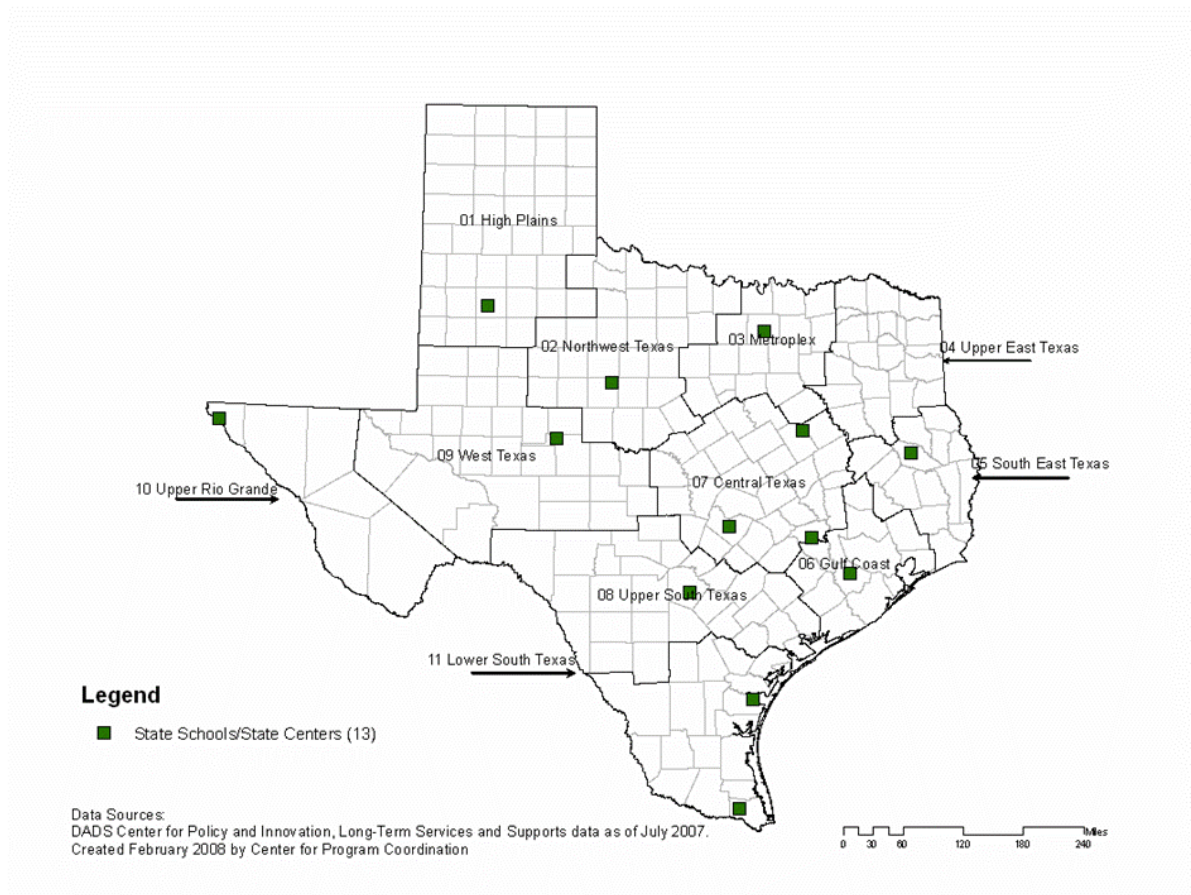 01 High Plains
02 Northwest Texas
03 Metroplex
04 Upper East Texas
09 West Texas
05 South East Texas
07 Central Texas
10 Upper Rio Grande
06 Gulf Coast
08 Upper South Texas
11 Lower South Texas
Legend
State Schools/State Centers (13)
Data Sources:
DADS Center for Policy and Innovation, Long-Term Services and Supports data as of July 2007.
Created February 2008 by Center for Program Coordination
Miles
0 30 60 120 180 240